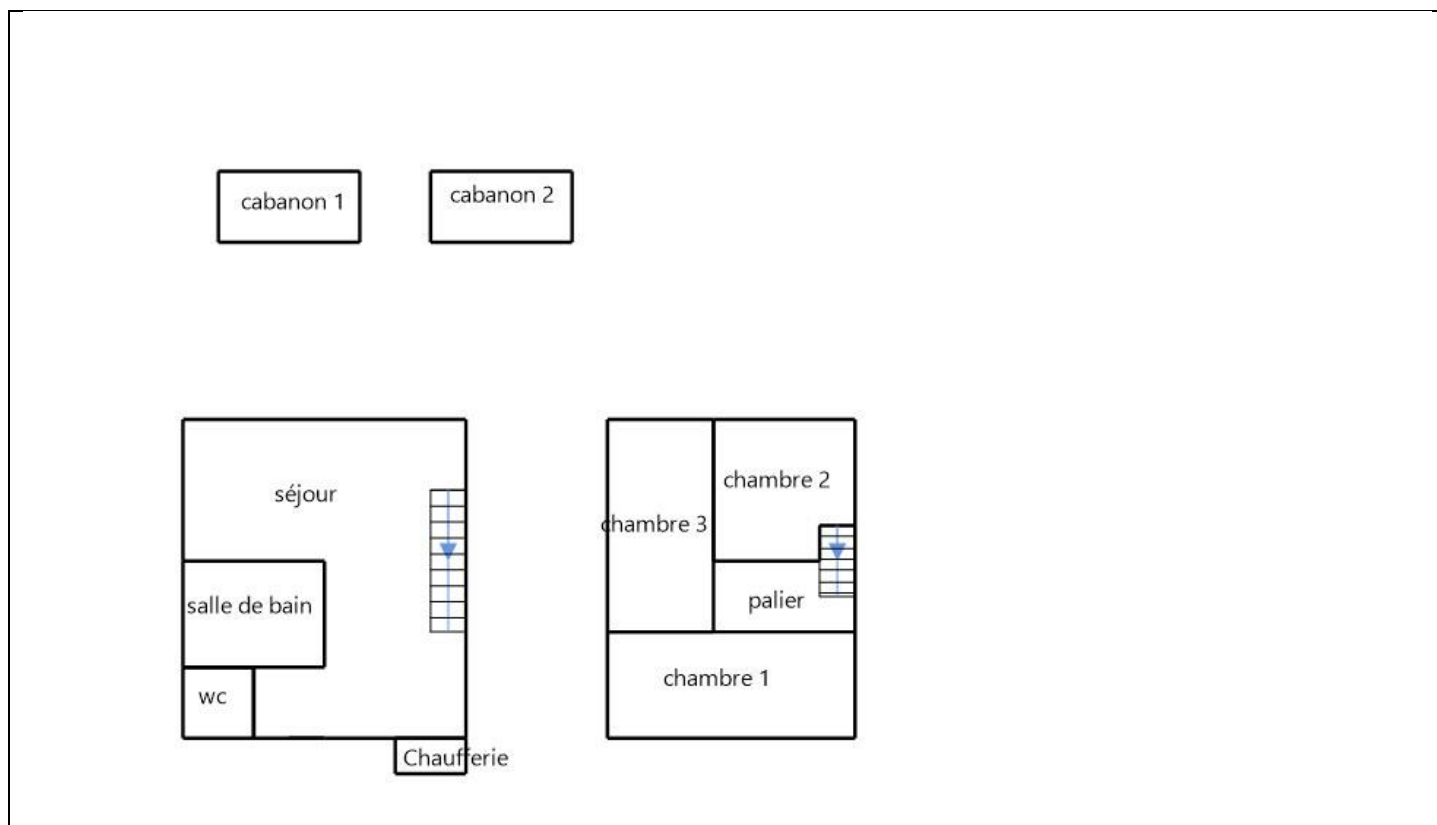 cabanon 1
cabanon 2
séjour
salle de bain
wc
Chaufferie
chambre 2
chambre 3
palier
chambre 1